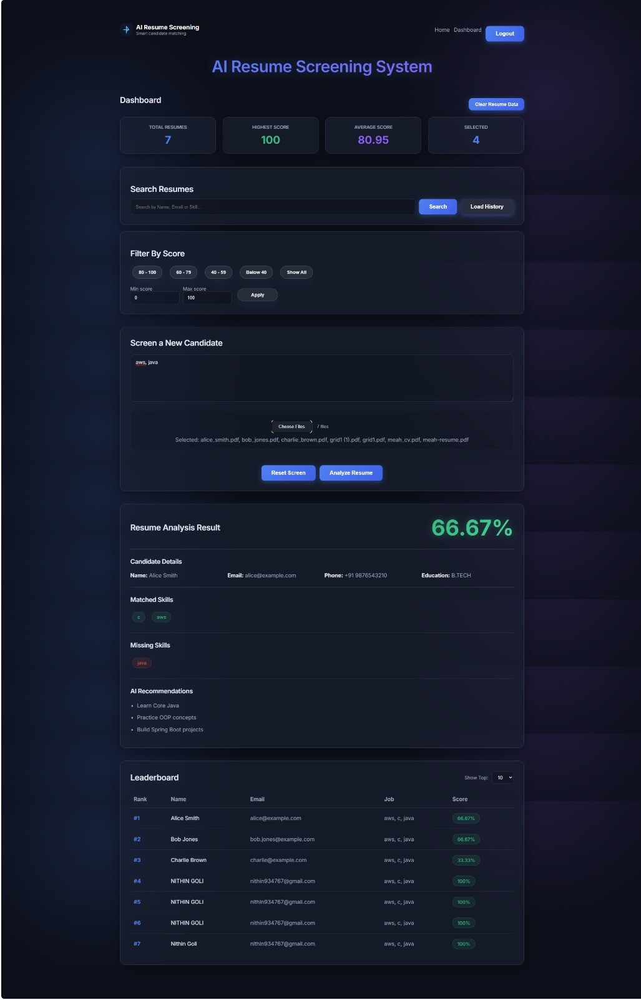 AI Resume Screening
Smart candidate matching
Home Dashboard Logout
AI Resume Screening System
Dashboard
Clear Resume Data
TOTAL RESUMES
7
HIGHEST SCORE
100
AVERAGE SCORE
80.95
SELECTED
4
Search Resumes
Search by Name, Email or Skill... Search Load History
Filter By Score
80 - 100 60 - 79 40 - 59 Below 40 Show All
Min score Max score
0 100 Apply
Screen a New Candidate
aws, java
Choose Files 7 files
Selected: alice_smith.pdf, bob_jones.pdf, charlie_brown.pdf, grid1 (1).pdf, grid1.pdf, meah_cv.pdf, meah-resume.pdf
Reset Screen Analyze Resume
Resume Analysis Result 66.67%
Candidate Details
Name: Alice Smith Email: alice@example.com Phone: +91 9876543210 Education: B.TECH
Matched Skills
c aws
Missing Skills
java
AI Recommendations
• Learn Core Java
• Practice OOP concepts
• Build Spring Boot projects
Leaderboard Show Top: 10
Rank Name Email Job Score
#1 Alice Smith alice@example.com aws, c, java 66.67%
#2 Bob Jones bob.jones@example.com aws, c, java 66.67%
#3 Charlie Brown charlie@example.com aws, c, java 33.33%
#4 NITHIN GOLI nithin934767@gmail.com aws, c, java 100%
#5 NITHIN GOLI nithin934767@gmail.com aws, c, java 100%
#6 NITHIN GOLI nithin934767@gmail.com aws, c, java 100%
#7 Nithin Goli nithin934767@gmail.com aws, c, java 100%